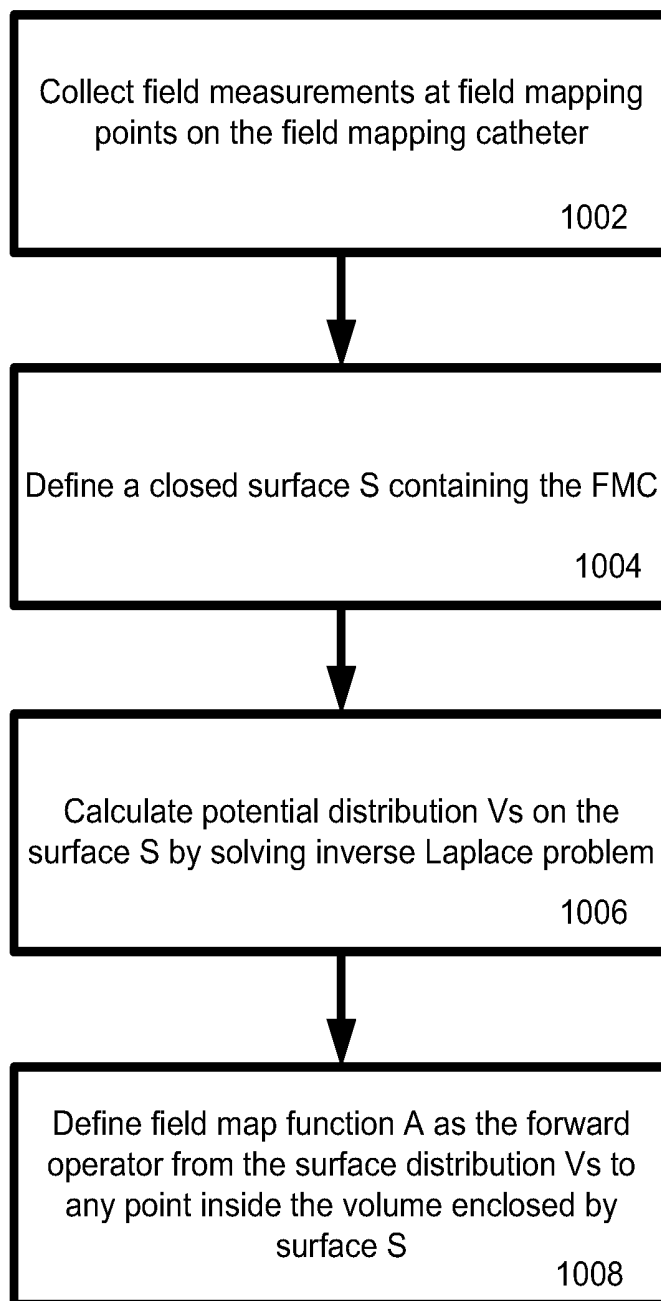 Collect field measurements at field mapping
points on the field mapping catheter
1002
Define a closed surface S containing the FMC
1004
Calculate potential distribution Vs on the
surface S by solving inverse Laplace problem
1006
Define field map function A as the forward
operator from the surface distribution Vs to
any point inside the volume enclosed by
surface S
1008